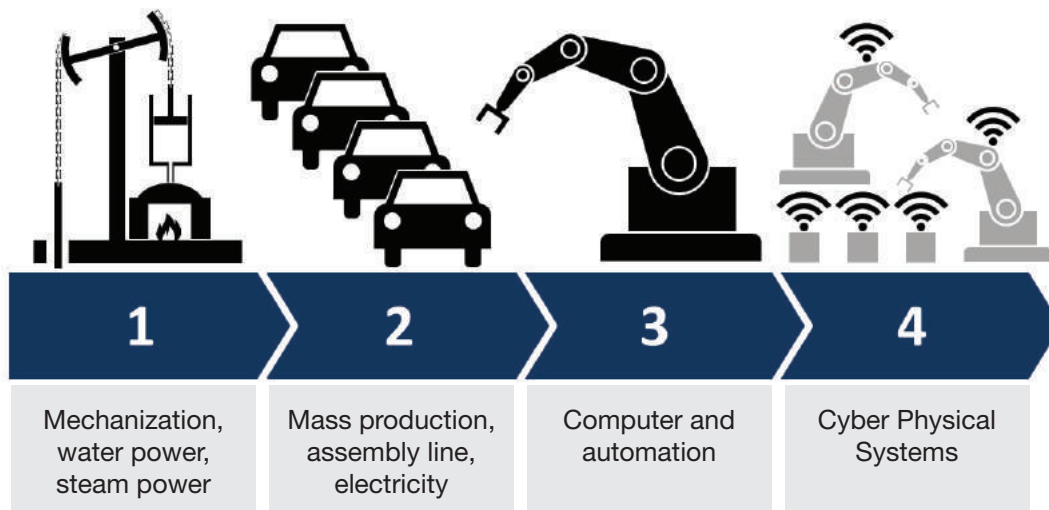 1
2
3
4
Mechanization,
water power,
steam power
Mass production,
assembly line,
electricity
Computer and
automation
Cyber Physical
Systems